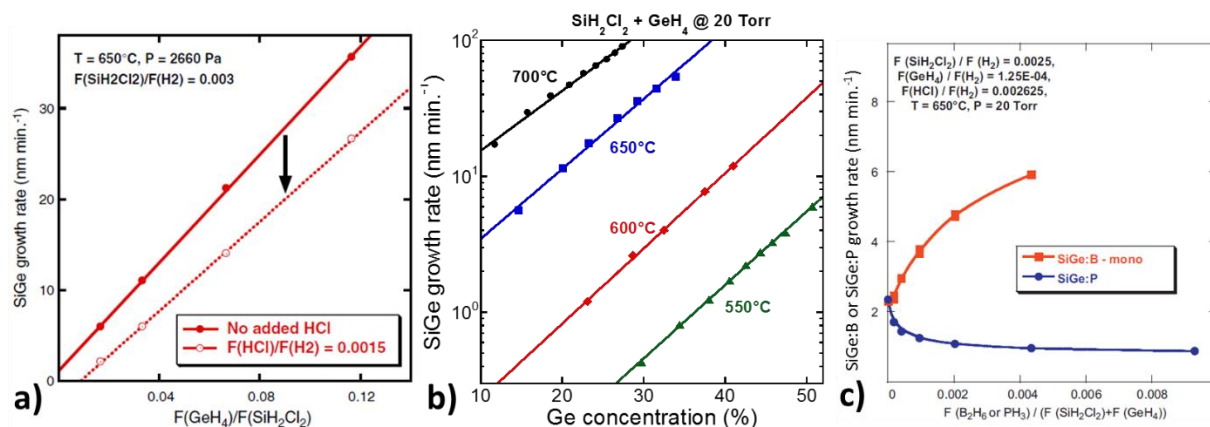 T = 650°C, P = 2660 Pa
F(SiH2Cl2)/F(H2) = 0.003
SiGe growth rate (nm min.-1)
30
20
10
0
No added HCl
F(HCl)/F(H2) = 0.0015
0.00
0.04
0.08
0.12
F(GeH4)/F(SiH2Cl2)
a)
SiH2Cl2 + GeH4 @ 20 Torr
SiGe growth rate (nm min.-1)
10²
10¹
10⁰
700°C
650°C
600°C
550°C
10
20
30
40
50
Ge concentration (%)
b)
F (SiH2Cl2) / F (H2) = 0.0025,
F(GeH4) / F(H2) = 1.25E-04,
F(HCl) / F(H2) = 0.002625,
T = 650°C, P = 20 Torr
SiGe:B or SiGe:P growth rate (nm min.-1)
8
6
4
2
SiGe:B - mono
SiGe:P
0
0.002
0.004
0.006
0.008
F (B2H6 or PH3) / (F (SiH2Cl2)+F (GeH4))
c)